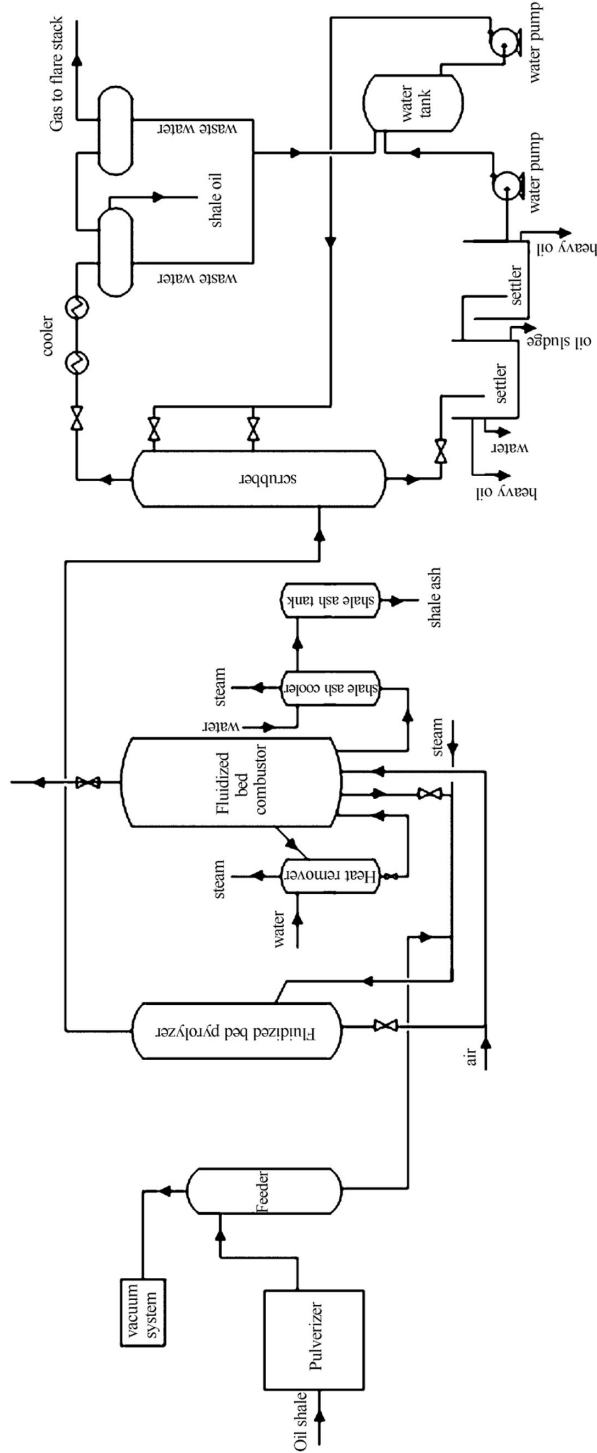 Oil shale
Pulverizer
vacuum
system
Feeder
Fluidized bed pyrolyzer
air
water
steam
Heat remover
Fluidized
bed
combustor
steam
water
steam
shale ash cooler
shale ash tank
shale ash
scrubber
heavy oil
water
settler
oil sludge
settler
heavy oil
cooler
waste water
shale oil
waste water
Gas to flare stack
water
tank
water pump
water pump